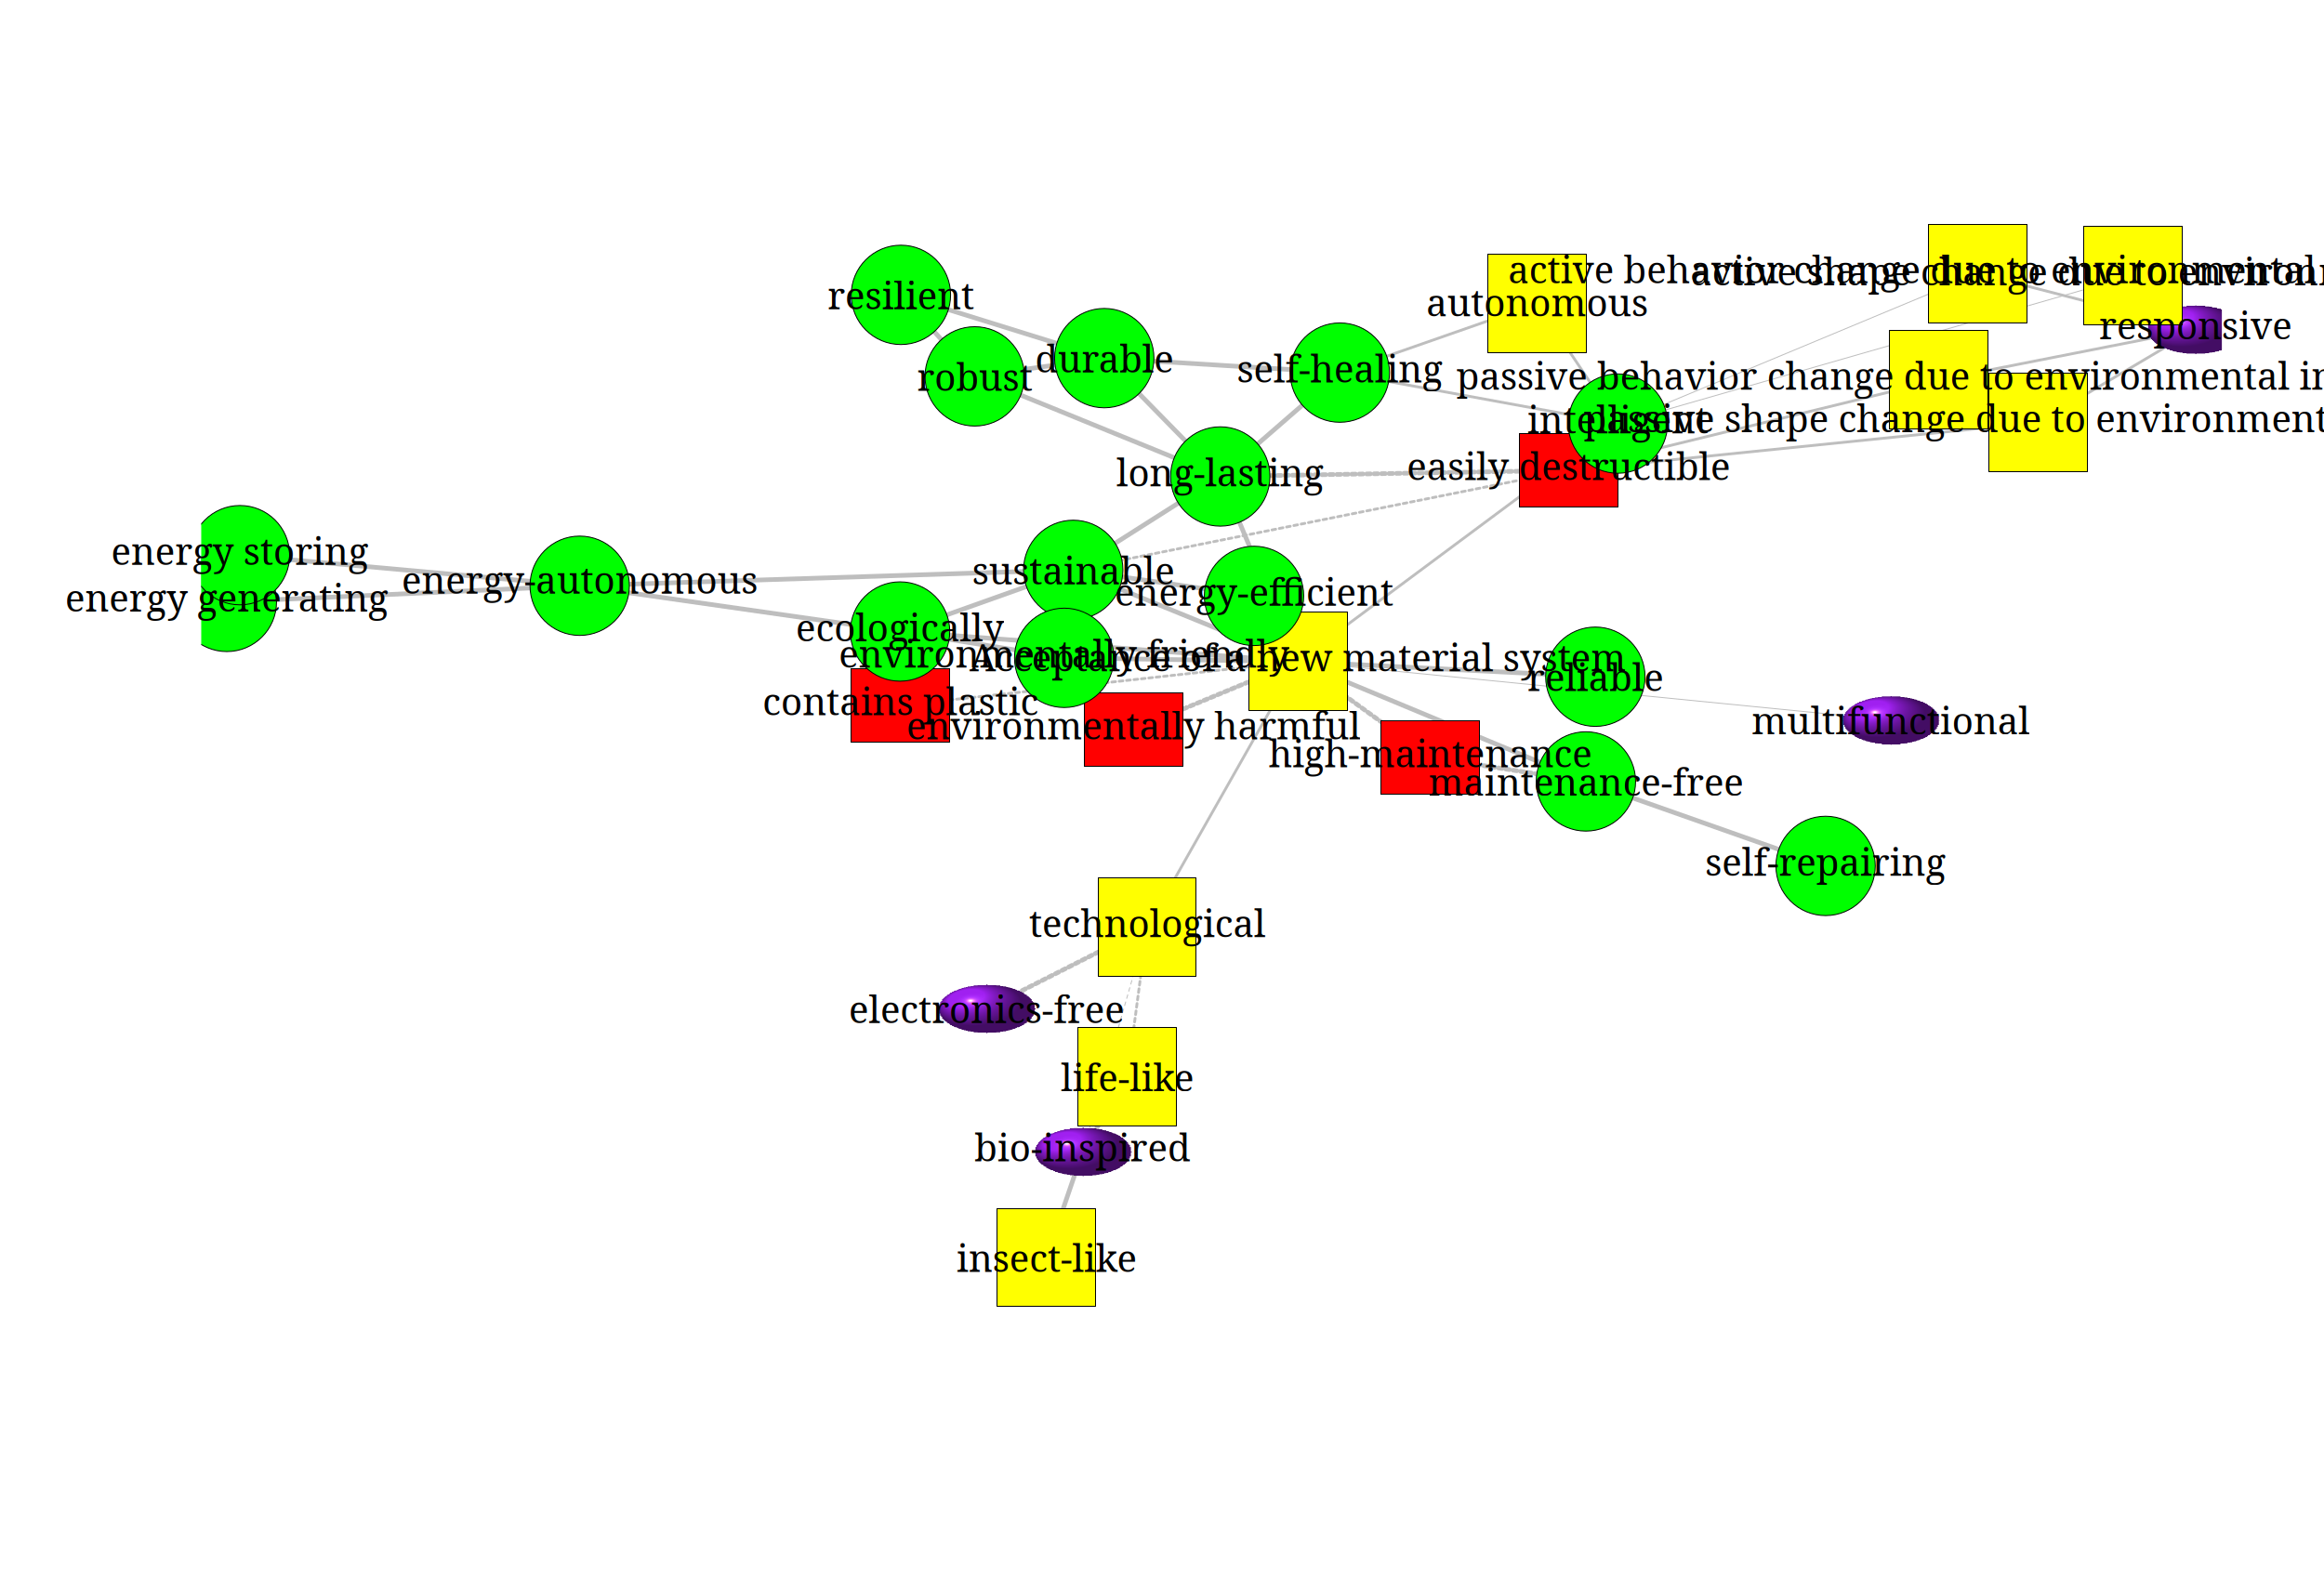 active behavior change due to environmental
active shape change due to environ
resilient
autonomous
responsive
durable
self-healing
robust
passive behavior change due to environmental in
intelligent
passive shape change due to environment
long-lasting
easily destructible
energy storing
sustainable
energy-autonomous
energy-efficient
energy generating
ecologically
environmentally friendly
Acceptance of a new material system
reliable
contains plastic
multifunctional
environmentally harmful
high-maintenance
maintenance-free
self-repairing
technological
electronics-free
life-like
bio-inspired
insect-like